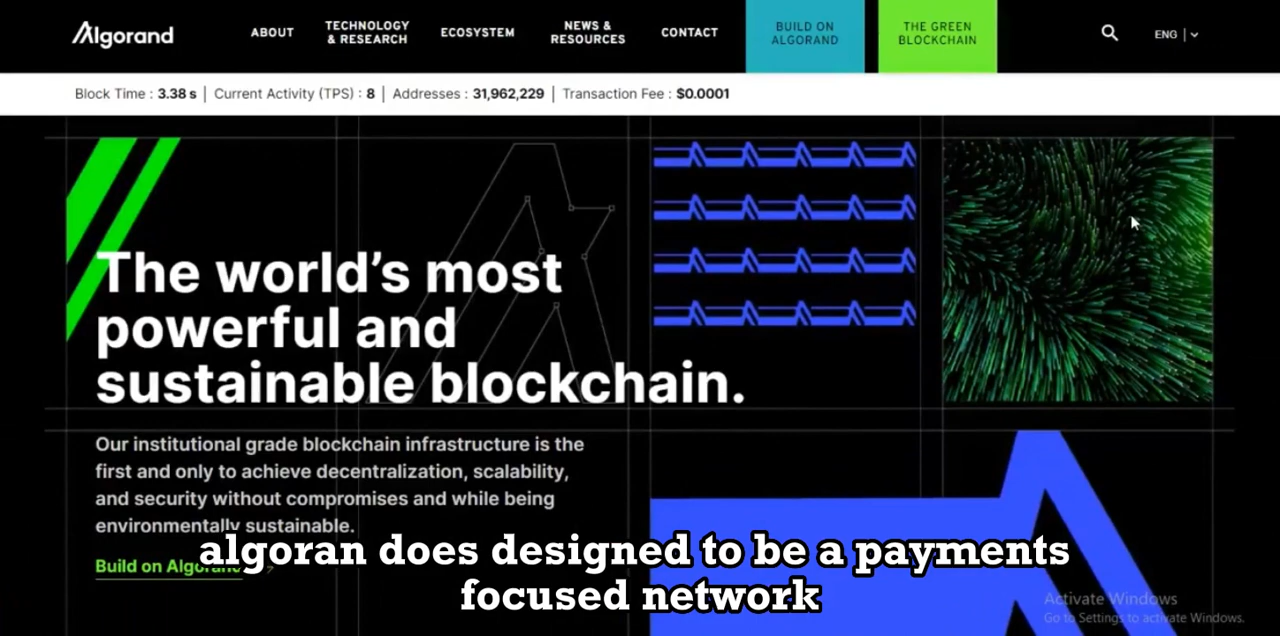 Algorand
ABOUT
TECHNOLOGY
& RESEARCH
ECOSYSTEM
NEWS &
RESOURCES
CONTACT
BUILD ON
ALGORAND
THE GREEN
BLOCKCHAIN
ENG
Block Time : 3.38 s | Current Activity (TPS) : 8 | Addresses : 31,962,229 | Transaction Fee : $0.0001
The world's most
powerful and
sustainable blockchain.
Our institutional grade blockchain infrastructure is the
first and only to achieve decentralization, scalability,
and security without compromises and while being
environmentally sustainable.
Build on Algorand
algoran does designed to be a payments
focused network
Activate Windows
Go to Settings to activate Windows.